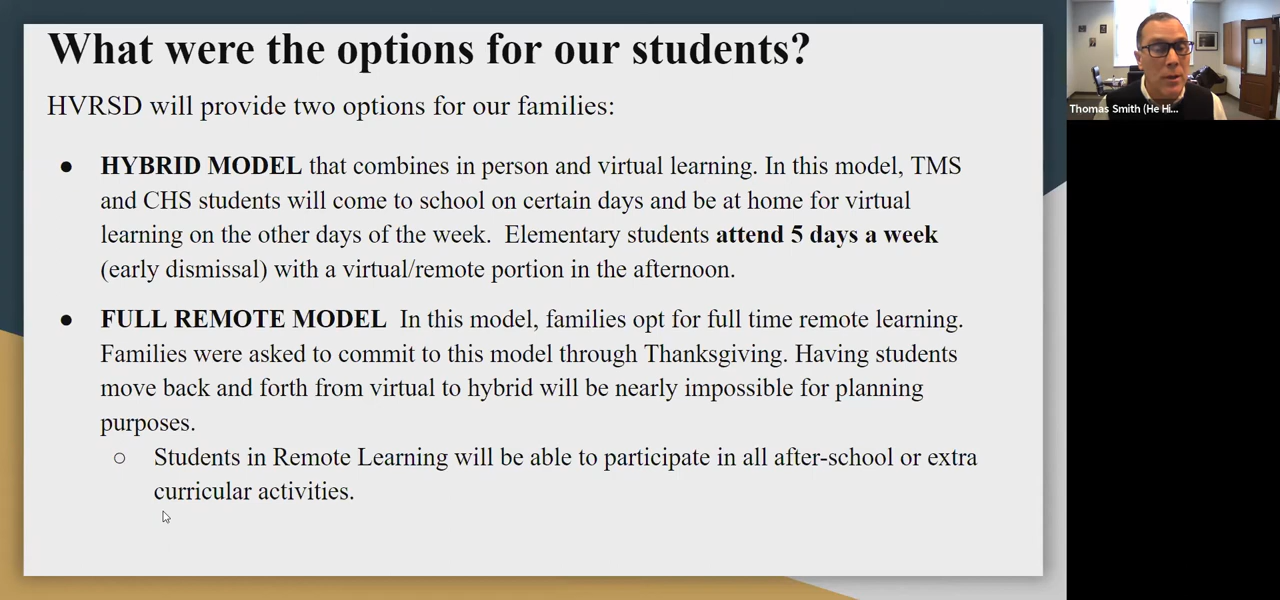 What were the options for our students?
HVRSD will provide two options for our families:
● HYBRID MODEL that combines in person and virtual learning. In this model, TMS
and CHS students will come to school on certain days and be at home for virtual
learning on the other days of the week.  Elementary students attend 5 days a week
(early dismissal) with a virtual/remote portion in the afternoon.
● FULL REMOTE MODEL  In this model, families opt for full time remote learning.
Families were asked to commit to this model through Thanksgiving. Having students
move back and forth from virtual to hybrid will be nearly impossible for planning
purposes.
○ Students in Remote Learning will be able to participate in all after-school or extra
curricular activities.
Thomas Smith (He Hi...